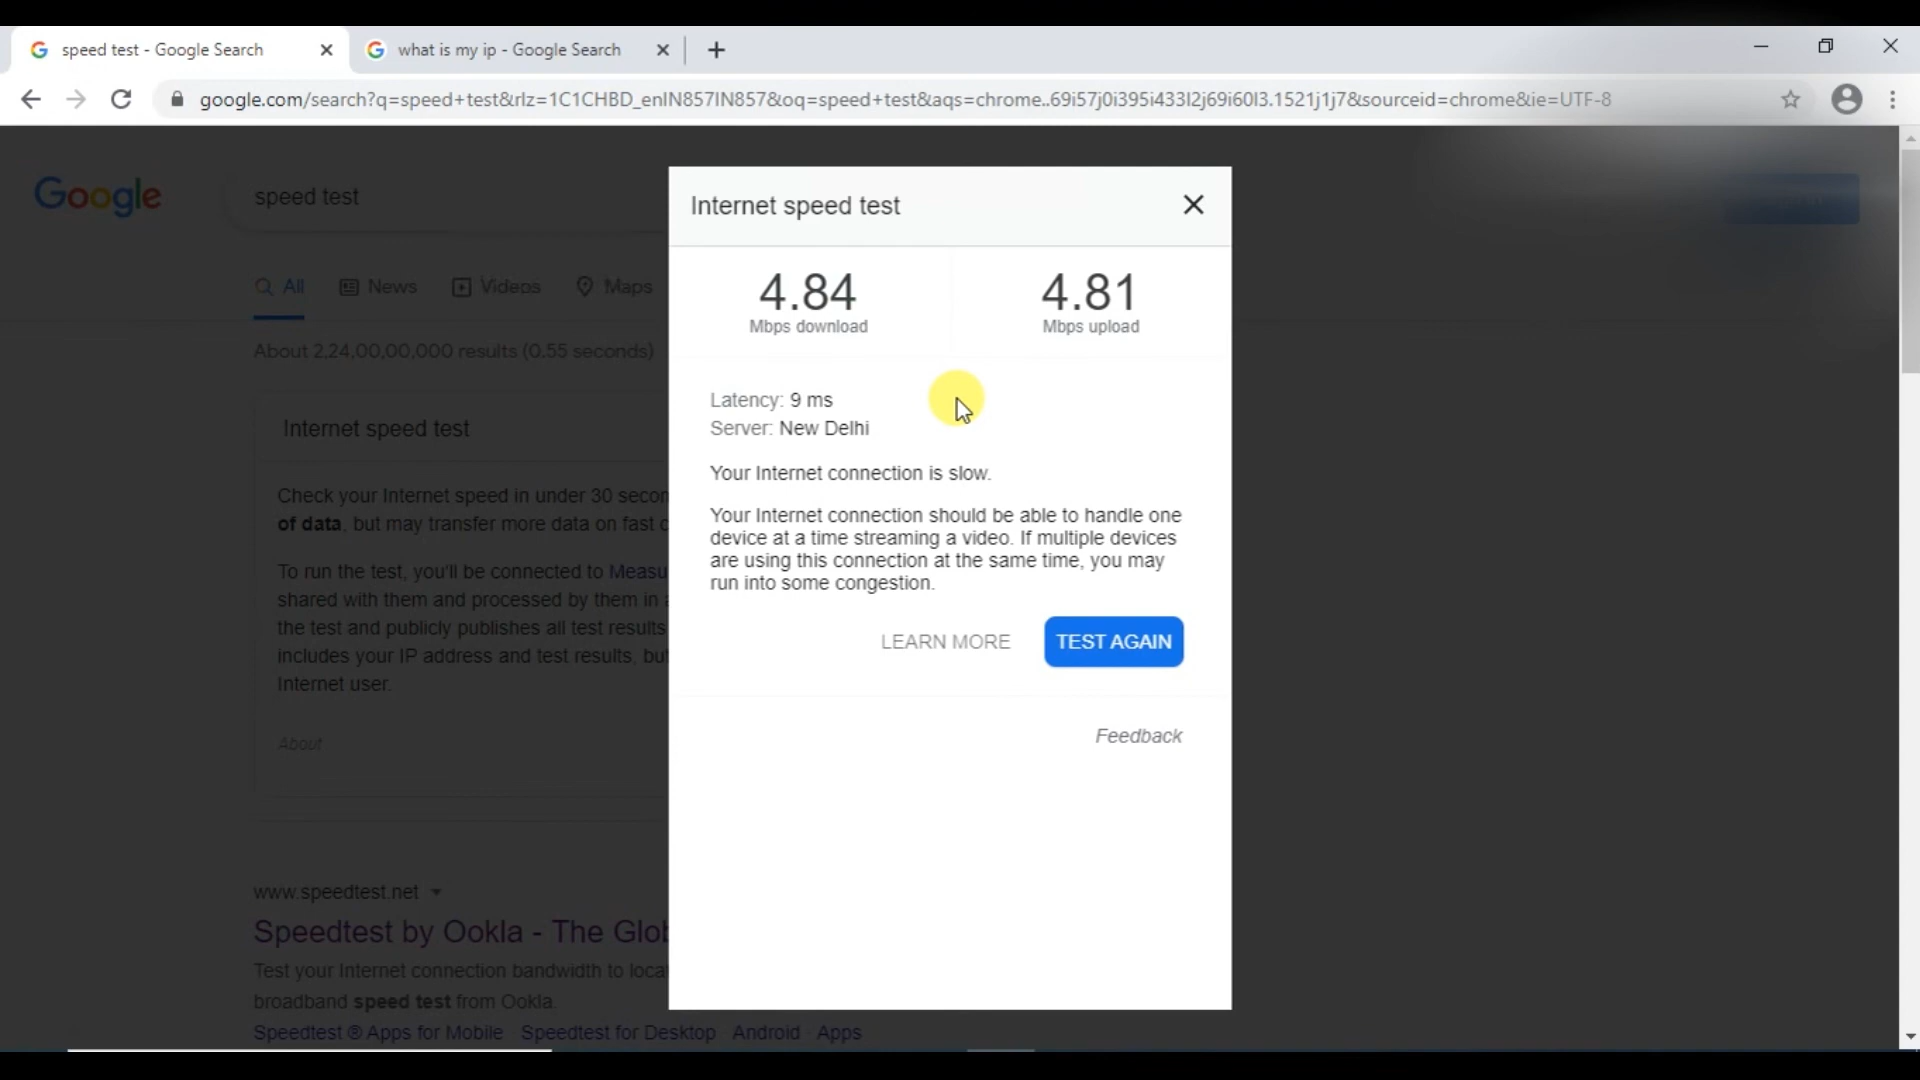 speed test - Google Search
what is my ip - Google Search
google.com/search?q=speed+test&rlz=1C1CHBD_enIN857IN857&oq=speed+test&aqs=chrome..69i57j0i395i433l2j69i60l3.1521j1j7&sourceid=chrome&ie=UTF-8
Google
speed test
All
News
Videos
Maps
About 2,24,00,00,000 results (0.55 seconds)
Internet speed test
Check your Internet speed in under 30 secon
of data, but may transfer more data on fast c
To run the test, you'll be connected to Measu
shared with them and processed by them in a
the test and publicly publishes all test results
includes your IP address and test results, but
Internet user.
About
www.speedtest.net
Speedtest by Ookla - The Glob
Test your Internet connection bandwidth to loca
broadband speed test from Ookla.
Speedtest ® Apps for Mobile Speedtest for Desktop Android Apps
Internet speed test
4.84
Mbps download
4.81
Mbps upload
Latency: 9 ms
Server: New Delhi
Your Internet connection is slow.
Your Internet connection should be able to handle one
device at a time streaming a video. If multiple devices
are using this connection at the same time, you may
run into some congestion.
LEARN MORE
TEST AGAIN
Feedback